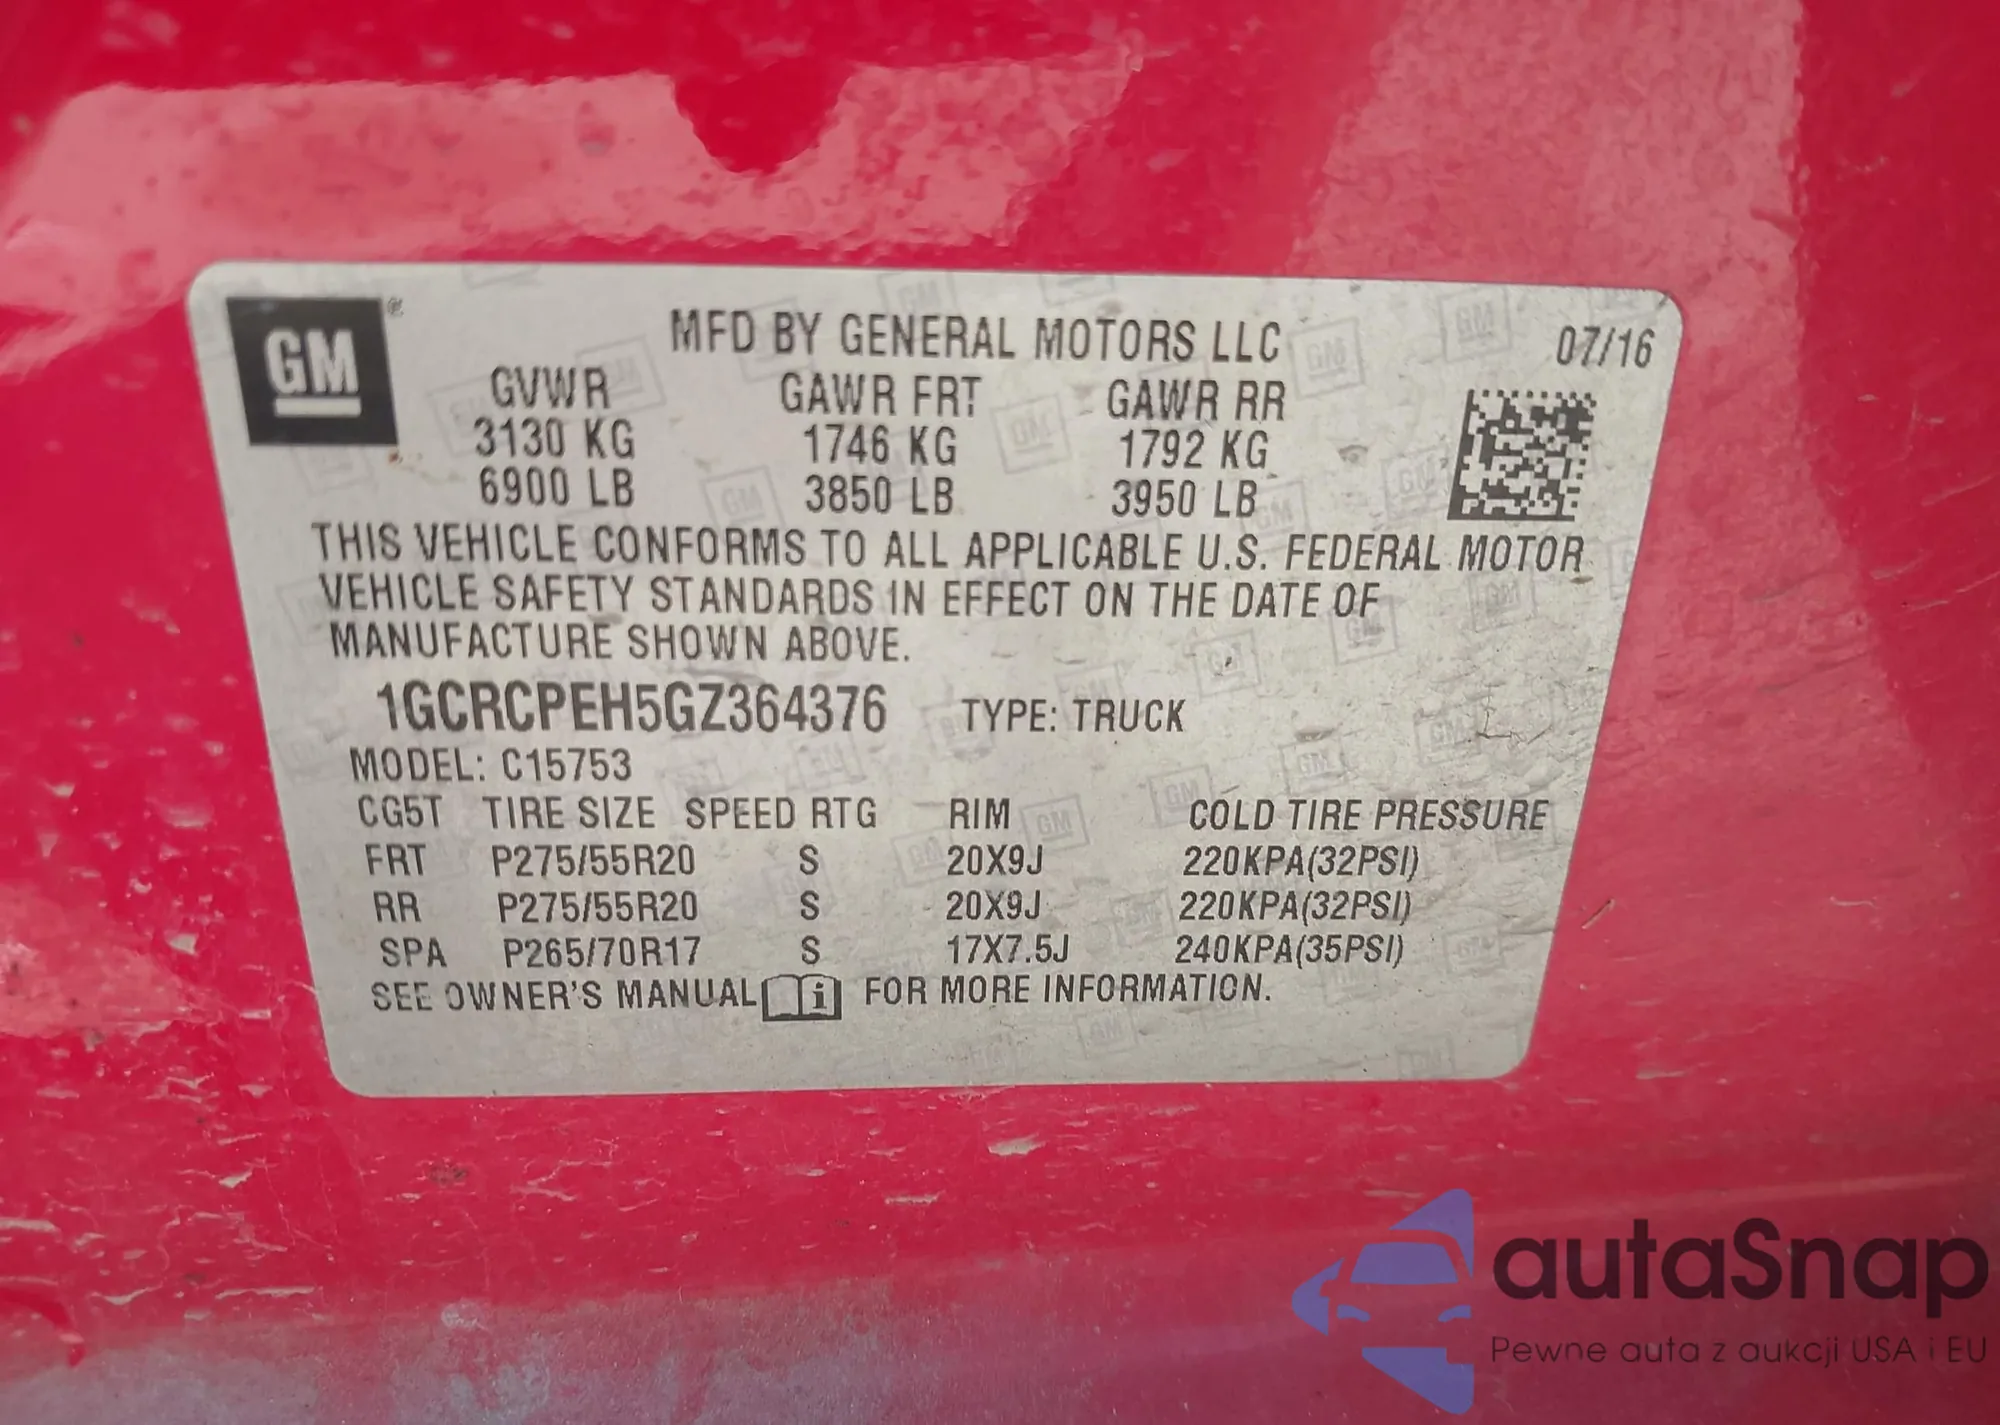 GM®
MFD BY GENERAL MOTORS LLC 07/16
GVWR GAWR FRT GAWR RR
3130 KG 1746 KG 1792 KG
6900 LB 3850 LB 3950 LB
THIS VEHICLE CONFORMS TO ALL APPLICABLE U.S. FEDERAL MOTOR
VEHICLE SAFETY STANDARDS IN EFFECT ON THE DATE OF
MANUFACTURE SHOWN ABOVE.
1GCRCPEH5GZ364376 TYPE: TRUCK
MODEL: C15753
CG5T TIRE SIZE SPEED RTG RIM COLD TIRE PRESSURE
FRT P275/55R20 S 20X9J 220KPA(32PSI)
RR P275/55R20 S 20X9J 220KPA(32PSI)
SPA P265/70R17 S 17X7.5J 240KPA(35PSI)
SEE OWNER'S MANUAL i FOR MORE INFORMATION.
autaSnap
Pewne auta z aukcji USA i EU